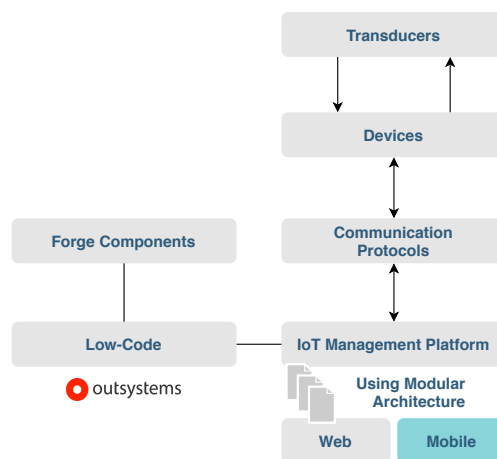 Transducers
Devices
Forge Components
Communication
Protocols
Low-Code
IoT Management Platform
outsystems
Using Modular
Architecture
Web
Mobile